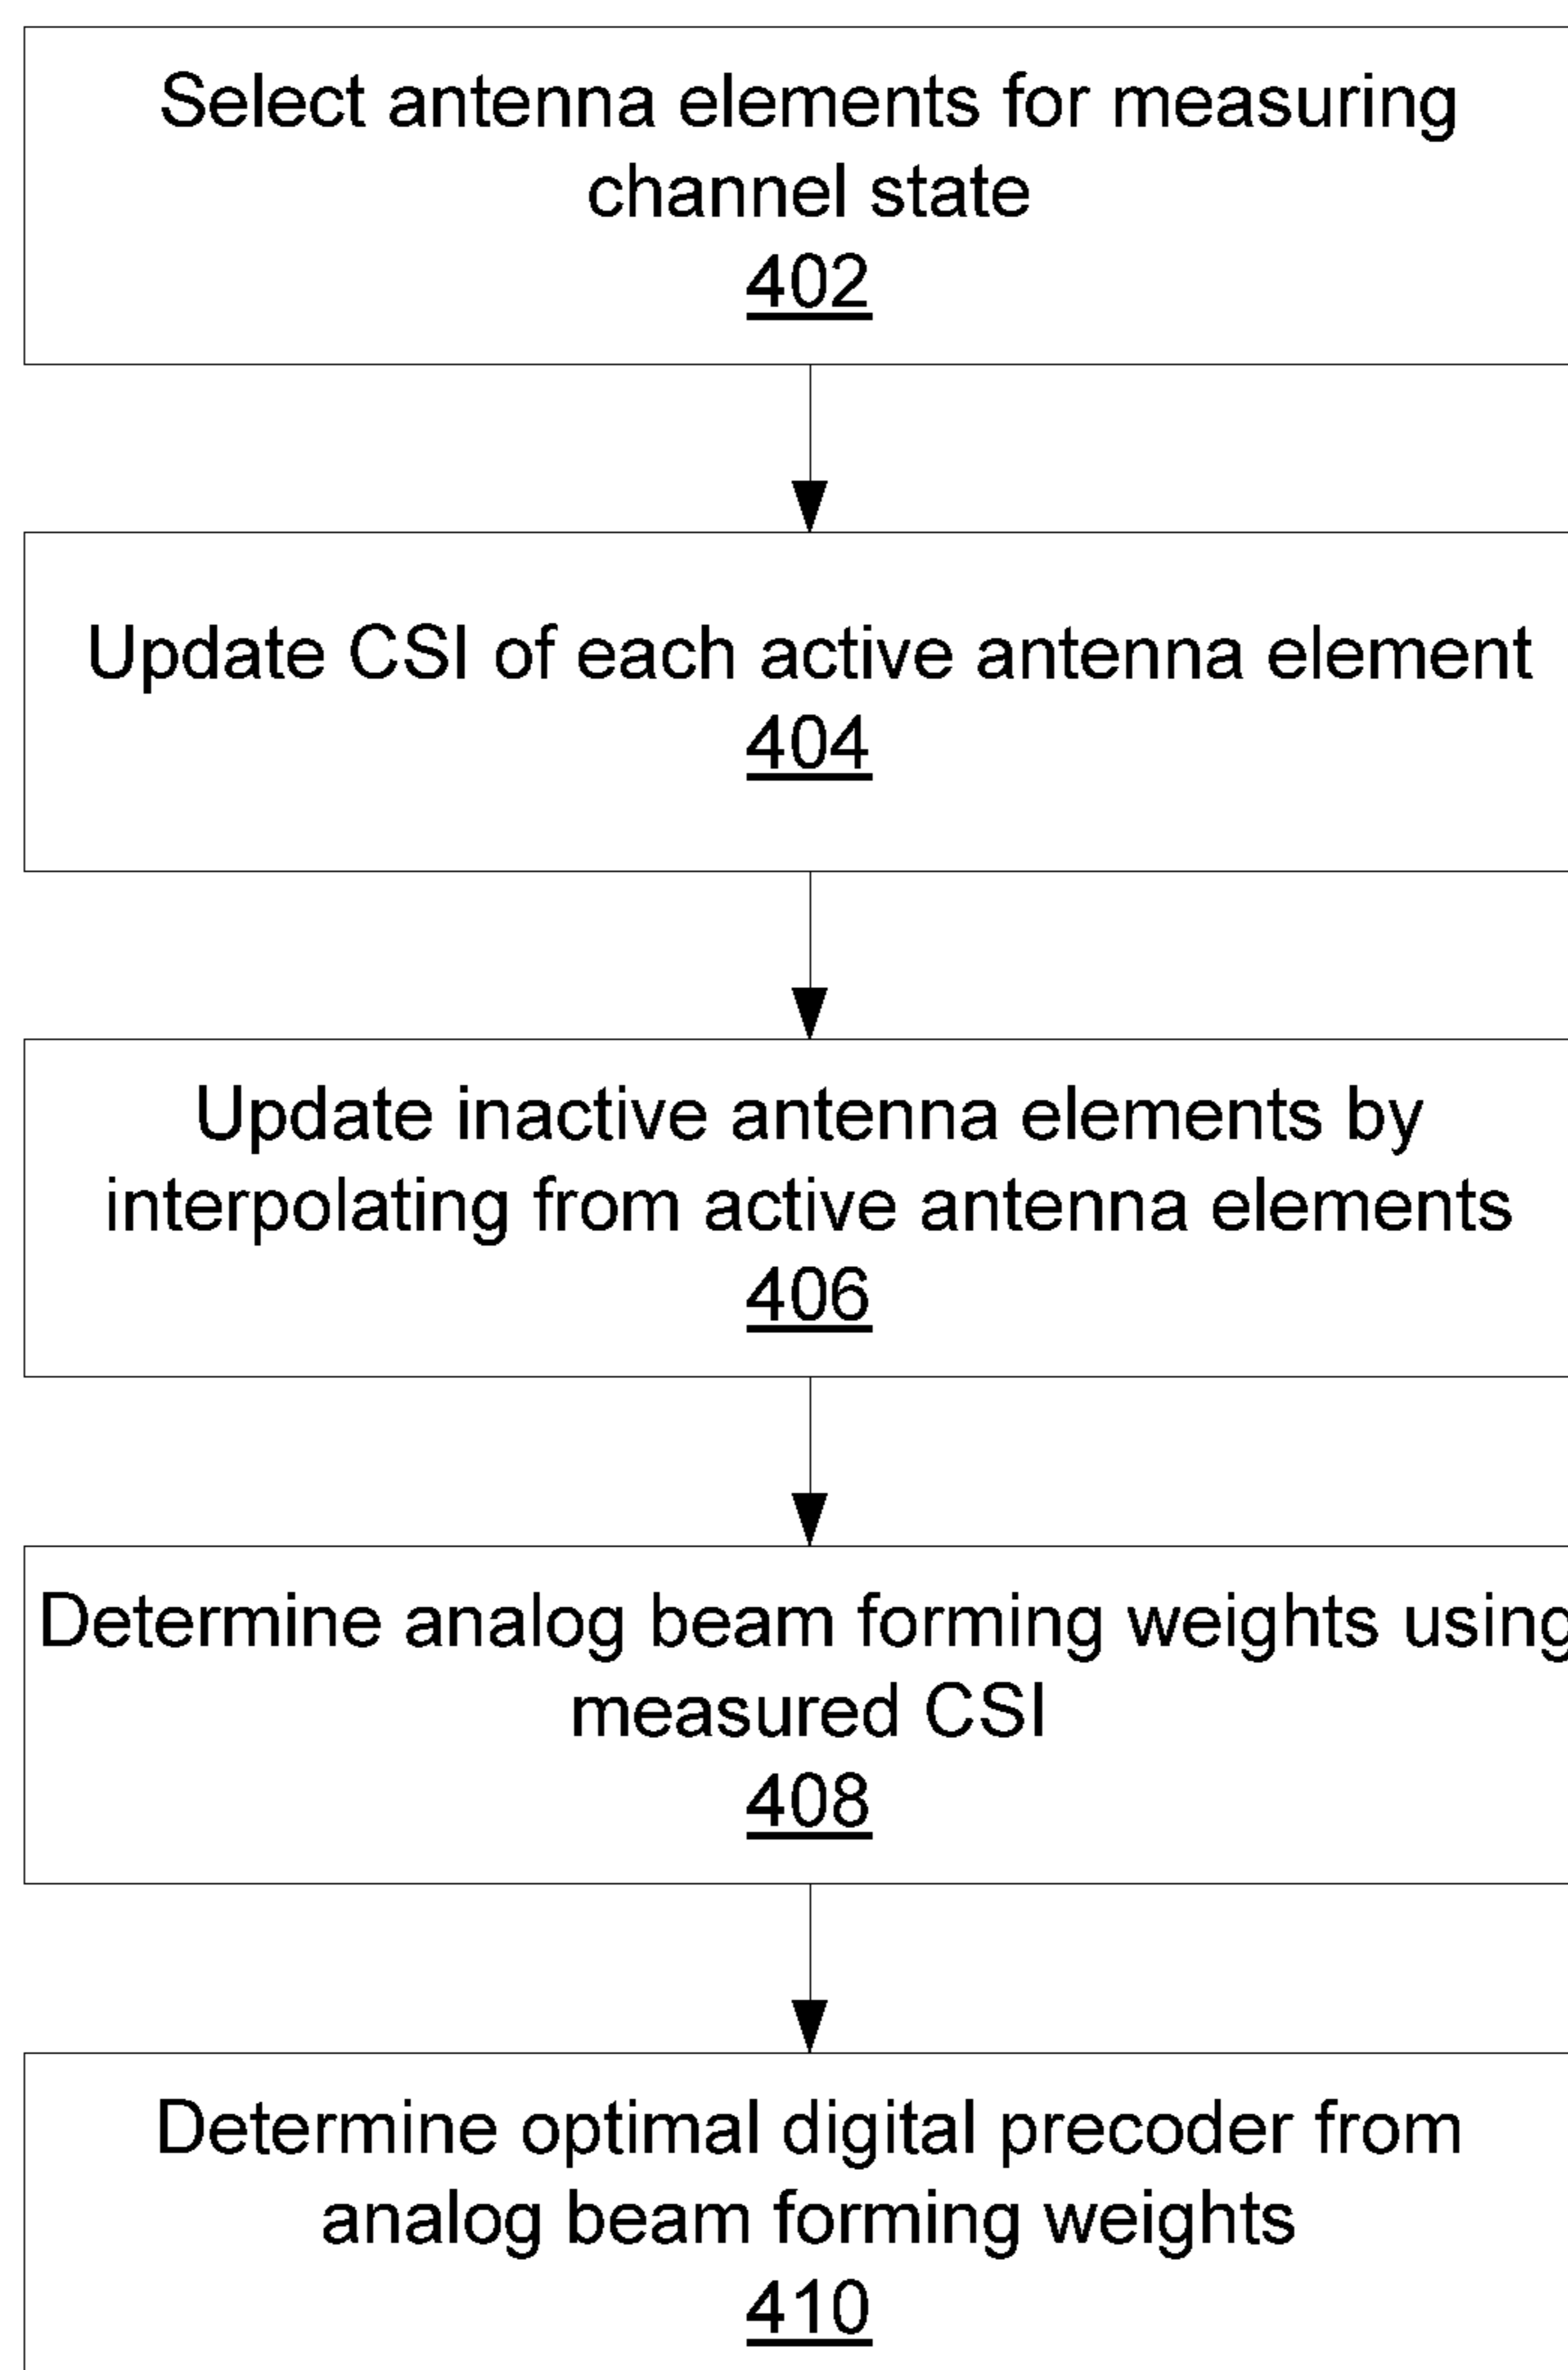 Select antenna elements for measuring
channel state
402
Update CSI of each active antenna element
404
Update inactive antenna elements by
interpolating from active antenna elements
406
Determine analog beam forming weights using
measured CSI
408
Determine optimal digital precoder from
analog beam forming weights
410